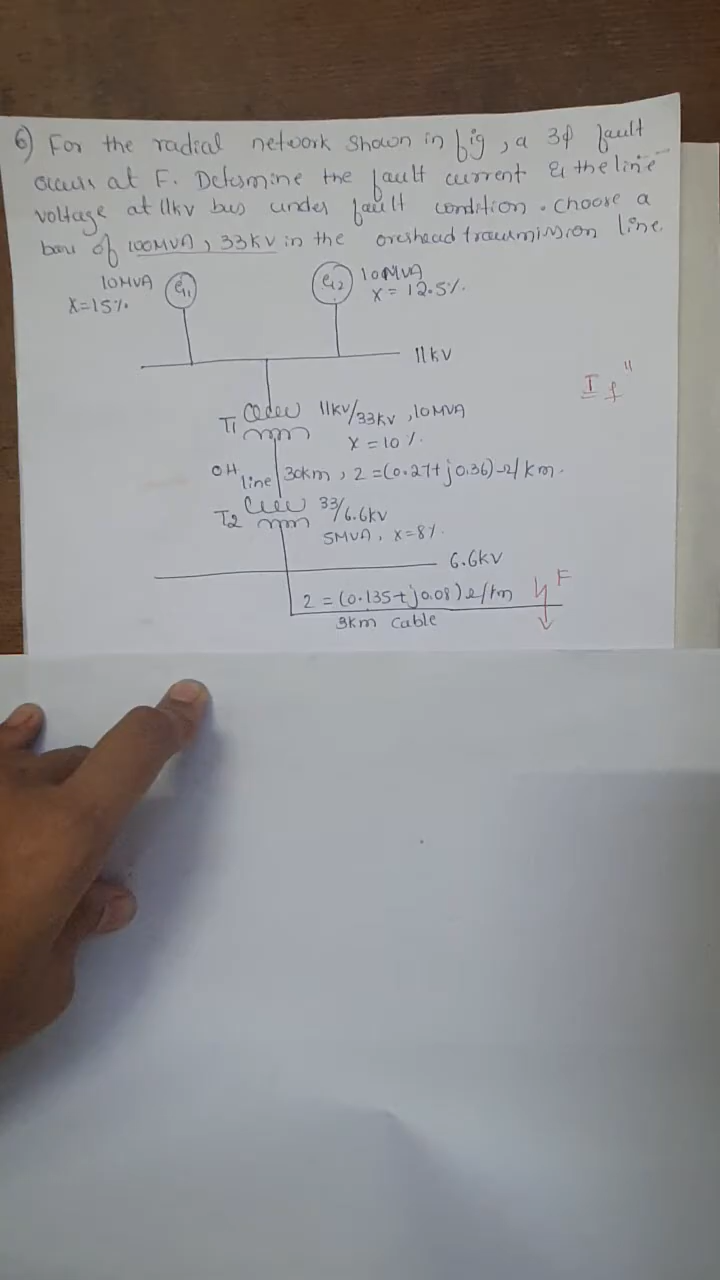 6) For the radial network shown in fig, a 3φ fault
occurs at F. Determine the fault current & the line
voltage at 11kv bus under fault condition. Choose a
base of 100MVA, 33KV in the overhead transmission line.
10MVA
X=15%
G1
G2
10MVA
X = 12.5%.
11kV
If"
T1
11kV/33kV, 10MVA
X = 10%.
OH line
30km, Z = (0.27+j0.36) Ω/km.
T2
33/6.6kV
5MVA, X=8%
6.6kV
Z = (0.135+j0.08) Ω/km
F
3km cable